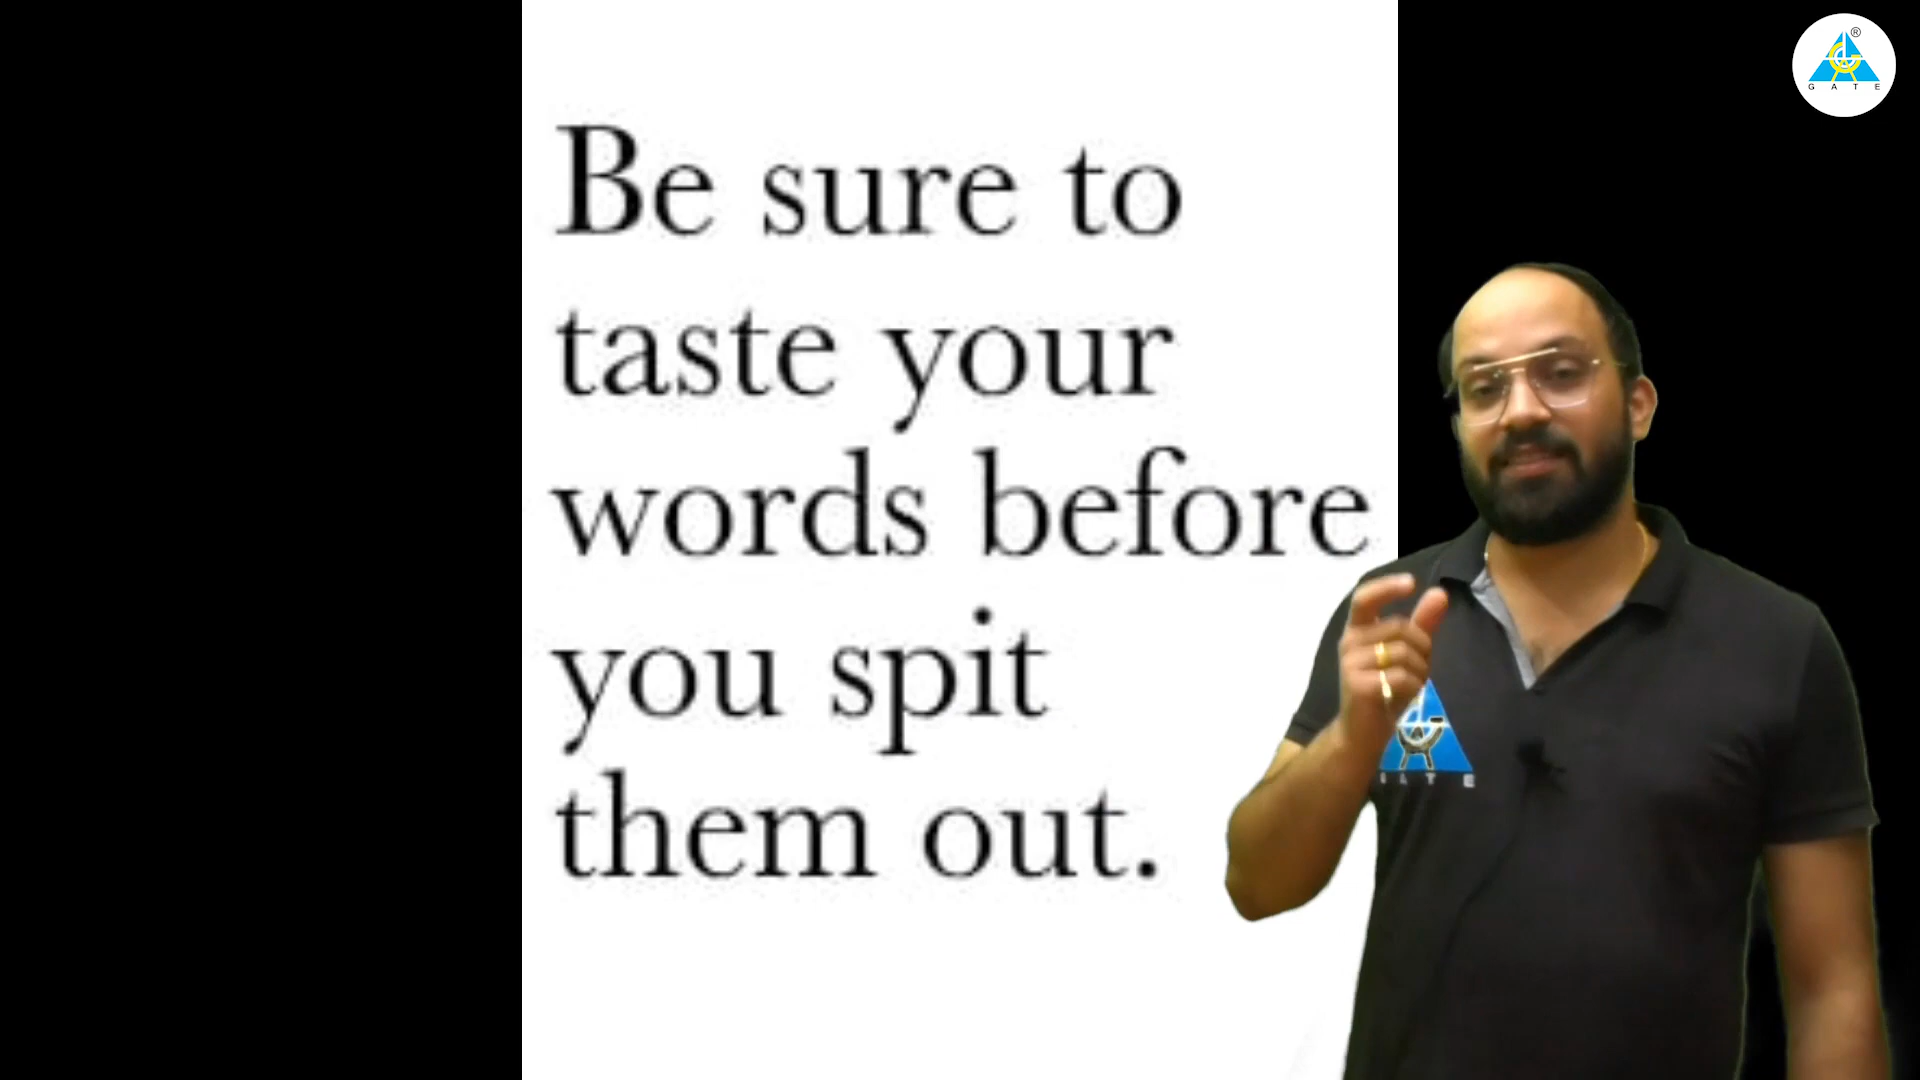 Be sure to
taste your
words before
you spit
them out.
®
G A T E